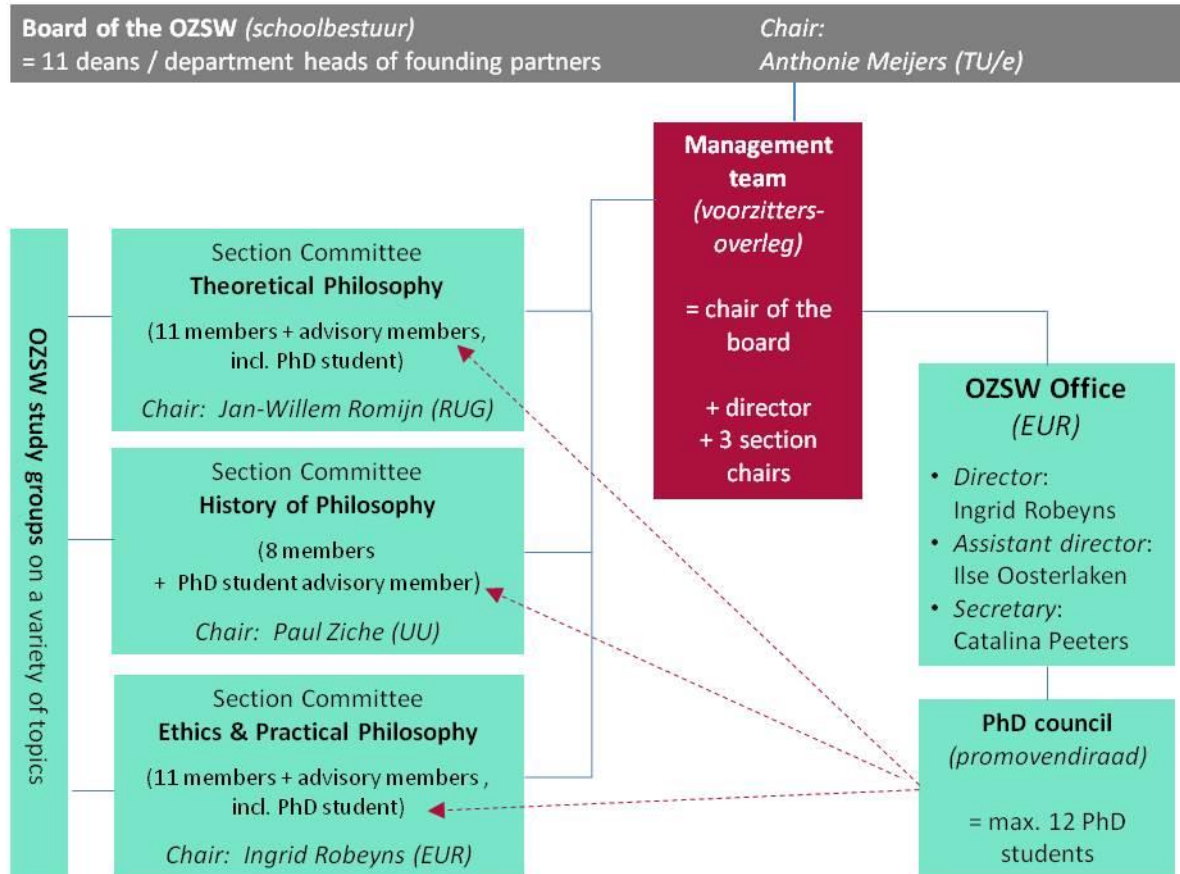 Board of the OZSW (schoolbestuur)
= 11 deans / department heads of founding partners
Chair:
Anthonie Meijers (TU/e)
Management
team
(voorzitters-
overleg)
= chair of the
board
+ director
+ 3 section
chairs
OZSW study groups on a variety of topics
Section Committee
Theoretical Philosophy
(11 members + advisory members,
incl. PhD student)
Chair: Jan-Willem Romijn (RUG)
Section Committee
History of Philosophy
(8 members
+ PhD student advisory member)
Chair: Paul Ziche (UU)
Section Committee
Ethics & Practical Philosophy
(11 members + advisory members ,
incl. PhD student)
Chair: Ingrid Robeyns (EUR)
OZSW Office
(EUR)
• Director:
Ingrid Robeyns
• Assistant director:
Ilse Oosterlaken
• Secretary:
Catalina Peeters
PhD council
(promovendiraad)
= max. 12 PhD
students